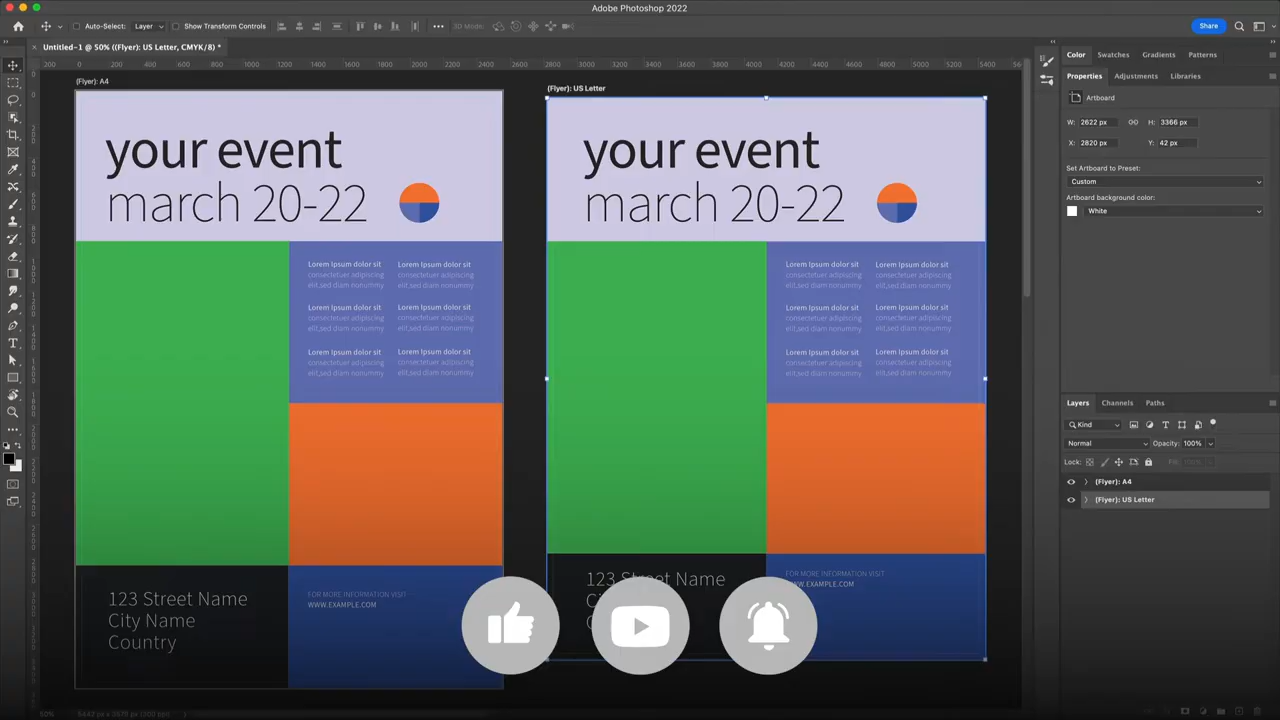 Adobe Photoshop 2022
Auto-Select: Layer Show Transform Controls 3D Mode: Share
Untitled-1 @ 50% ((Flyer): US Letter, CMYK/8) *
Color Swatches Gradients Patterns
Properties Adjustments Libraries
Artboard
W: 2622 px H: 3366 px
X: 2820 px Y: 42 px
Set Artboard to Preset:
Custom
Artboard background color:
White
(Flyer): A4
your event
march 20-22
Lorem Ipsum dolor sit
consectetuer adipiscing
elit,sed diam nonummy
Lorem Ipsum dolor sit
consectetuer adipiscing
elit,sed diam nonummy
Lorem Ipsum dolor sit
consectetuer adipiscing
elit,sed diam nonummy
Lorem Ipsum dolor sit
consectetuer adipiscing
elit,sed diam nonummy
Lorem Ipsum dolor sit
consectetuer adipiscing
elit,sed diam nonummy
Lorem Ipsum dolor sit
consectetuer adipiscing
elit,sed diam nonummy
123 Street Name
City Name
Country
FOR MORE INFORMATION VISIT
WWW.EXAMPLE.COM
(Flyer): US Letter
your event
march 20-22
Lorem Ipsum dolor sit
consectetuer adipiscing
elit,sed diam nonummy
Lorem Ipsum dolor sit
consectetuer adipiscing
elit,sed diam nonummy
Lorem Ipsum dolor sit
consectetuer adipiscing
elit,sed diam nonummy
Lorem Ipsum dolor sit
consectetuer adipiscing
elit,sed diam nonummy
Lorem Ipsum dolor sit
consectetuer adipiscing
elit,sed diam nonummy
Lorem Ipsum dolor sit
consectetuer adipiscing
elit,sed diam nonummy
123 Street Name
FOR MORE INFORMATION VISIT
WWW.EXAMPLE.COM
Layers Channels Paths
Kind
Normal Opacity: 100%
Lock: Fill:
(Flyer): A4
(Flyer): US Letter